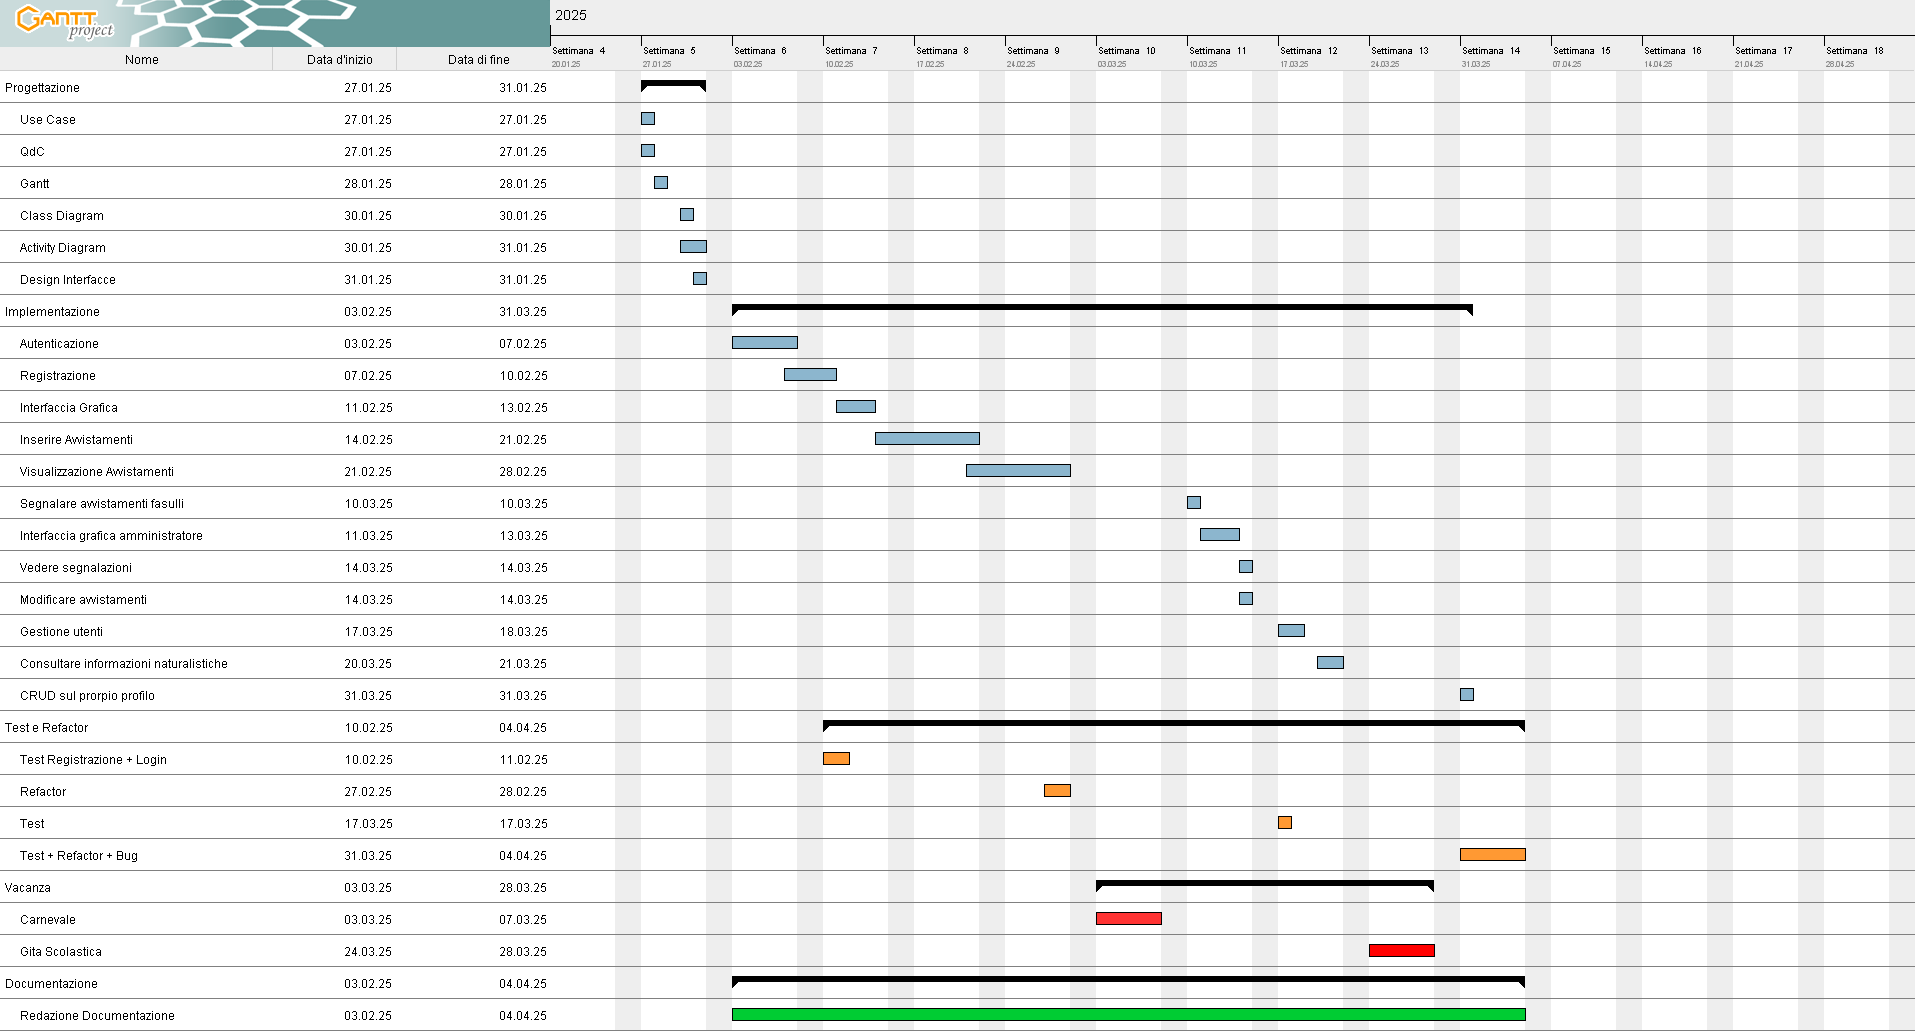 GANTT
project
2025
Nome Data d'inizio Data di fine
Settimana 4 Settimana 5 Settimana 6 Settimana 7 Settimana 8 Settimana 9 Settimana 10 Settimana 11 Settimana 12 Settimana 13 Settimana 14 Settimana 15 Settimana 16 Settimana 17 Settimana 18
20.01.25 27.01.25 03.02.25 10.02.25 17.02.25 24.02.25 03.03.25 10.03.25 17.03.25 24.03.25 31.03.25 07.04.25 14.04.25 21.04.25 28.04.25
Progettazione 27.01.25 31.01.25
Use Case 27.01.25 27.01.25
QdC 27.01.25 27.01.25
Gantt 28.01.25 28.01.25
Class Diagram 30.01.25 30.01.25
Activity Diagram 30.01.25 31.01.25
Design Interfacce 31.01.25 31.01.25
Implementazione 03.02.25 31.03.25
Autenticazione 03.02.25 07.02.25
Registrazione 07.02.25 10.02.25
Interfaccia Grafica 11.02.25 13.02.25
Inserire Avvistamenti 14.02.25 21.02.25
Visualizzazione Avvistamenti 21.02.25 28.02.25
Segnalare avvistamenti fasulli 10.03.25 10.03.25
Interfaccia grafica amministratore 11.03.25 13.03.25
Vedere segnalazioni 14.03.25 14.03.25
Modificare avvistamenti 14.03.25 14.03.25
Gestione utenti 17.03.25 18.03.25
Consultare informazioni naturalistiche 20.03.25 21.03.25
CRUD sul prorpio profilo 31.03.25 31.03.25
Test e Refactor 10.02.25 04.04.25
Test Registrazione + Login 10.02.25 11.02.25
Refactor 27.02.25 28.02.25
Test 17.03.25 17.03.25
Test + Refactor + Bug 31.03.25 04.04.25
Vacanza 03.03.25 28.03.25
Carnevale 03.03.25 07.03.25
Gita Scolastica 24.03.25 28.03.25
Documentazione 03.02.25 04.04.25
Redazione Documentazione 03.02.25 04.04.25